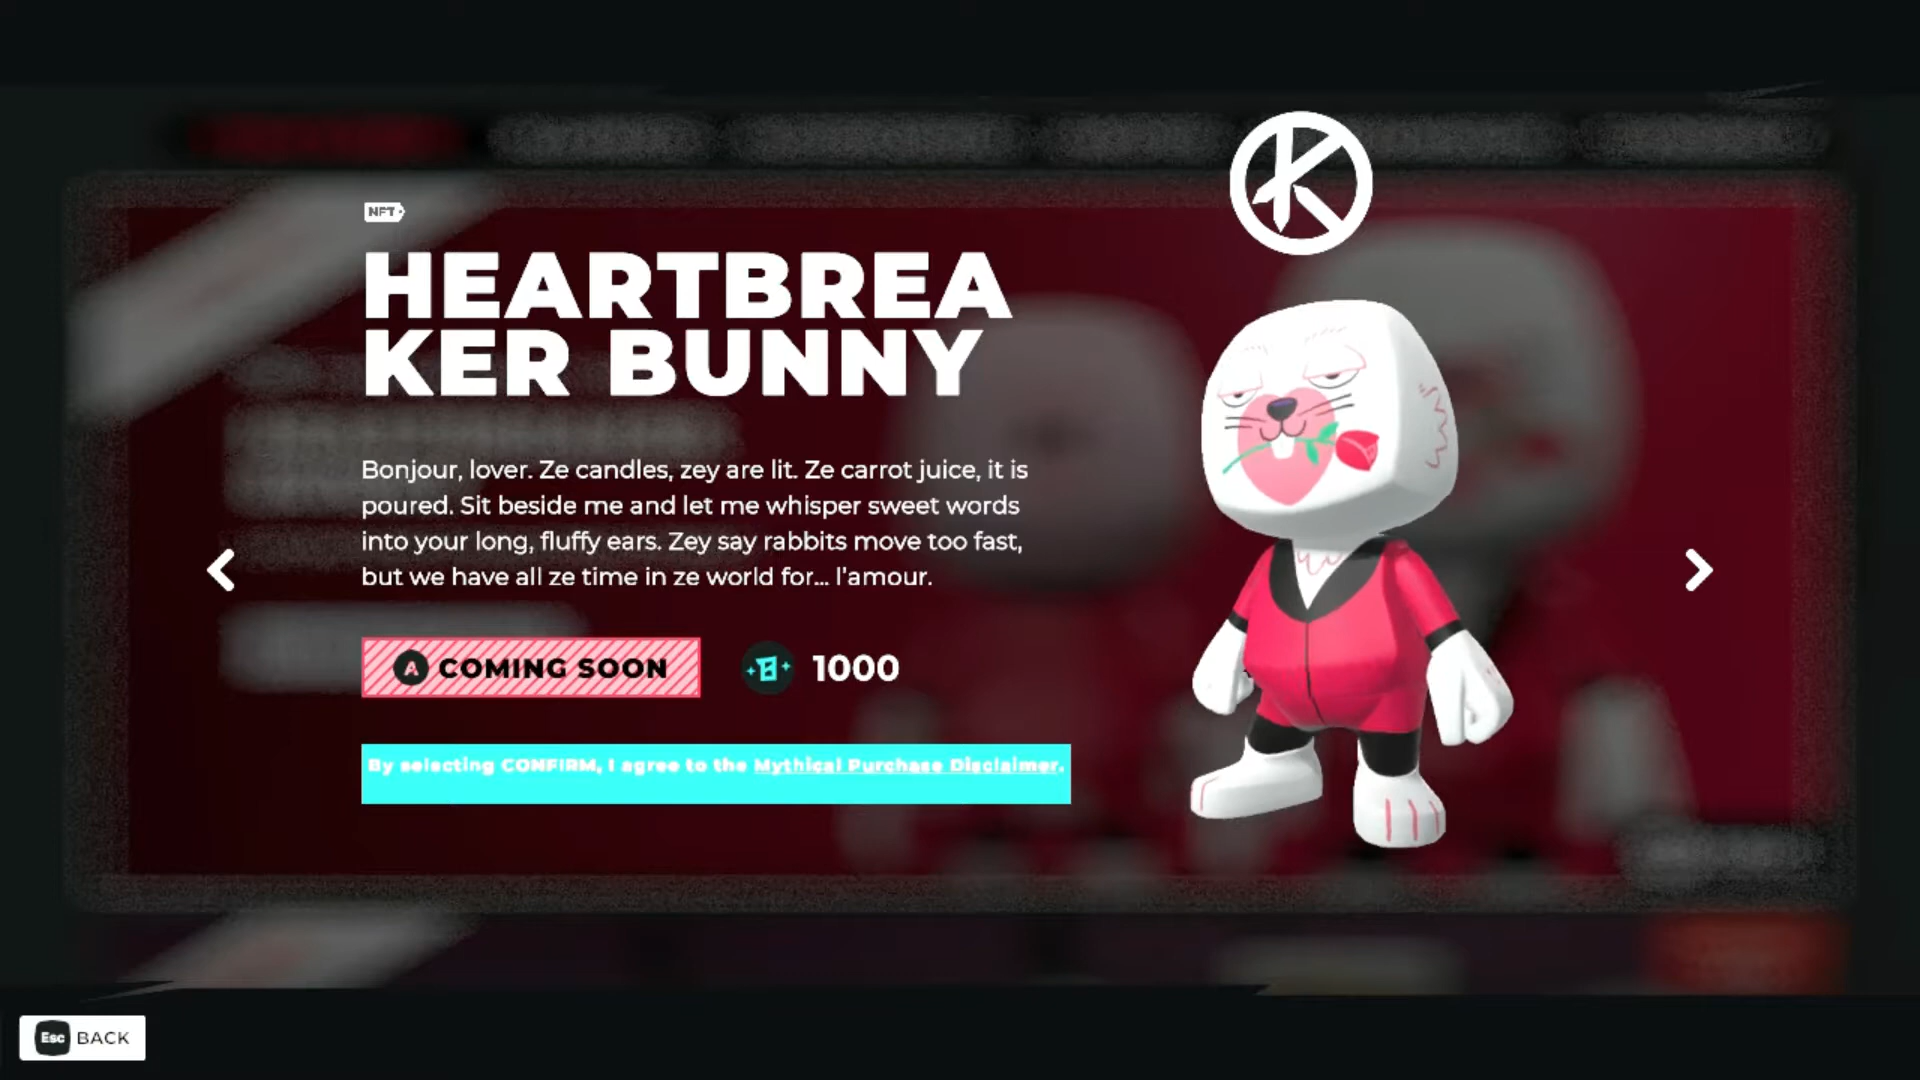 NFT
HEARTBREA
KER BUNNY
Bonjour, lover. Ze candles, zey are lit. Ze carrot juice, it is
poured. Sit beside me and let me whisper sweet words
into your long, fluffy ears. Zey say rabbits move too fast,
but we have all ze time in ze world for... l'amour.
A COMING SOON
1000
By selecting CONFIRM, I agree to the Mythical Purchase Disclaimer.
Esc BACK